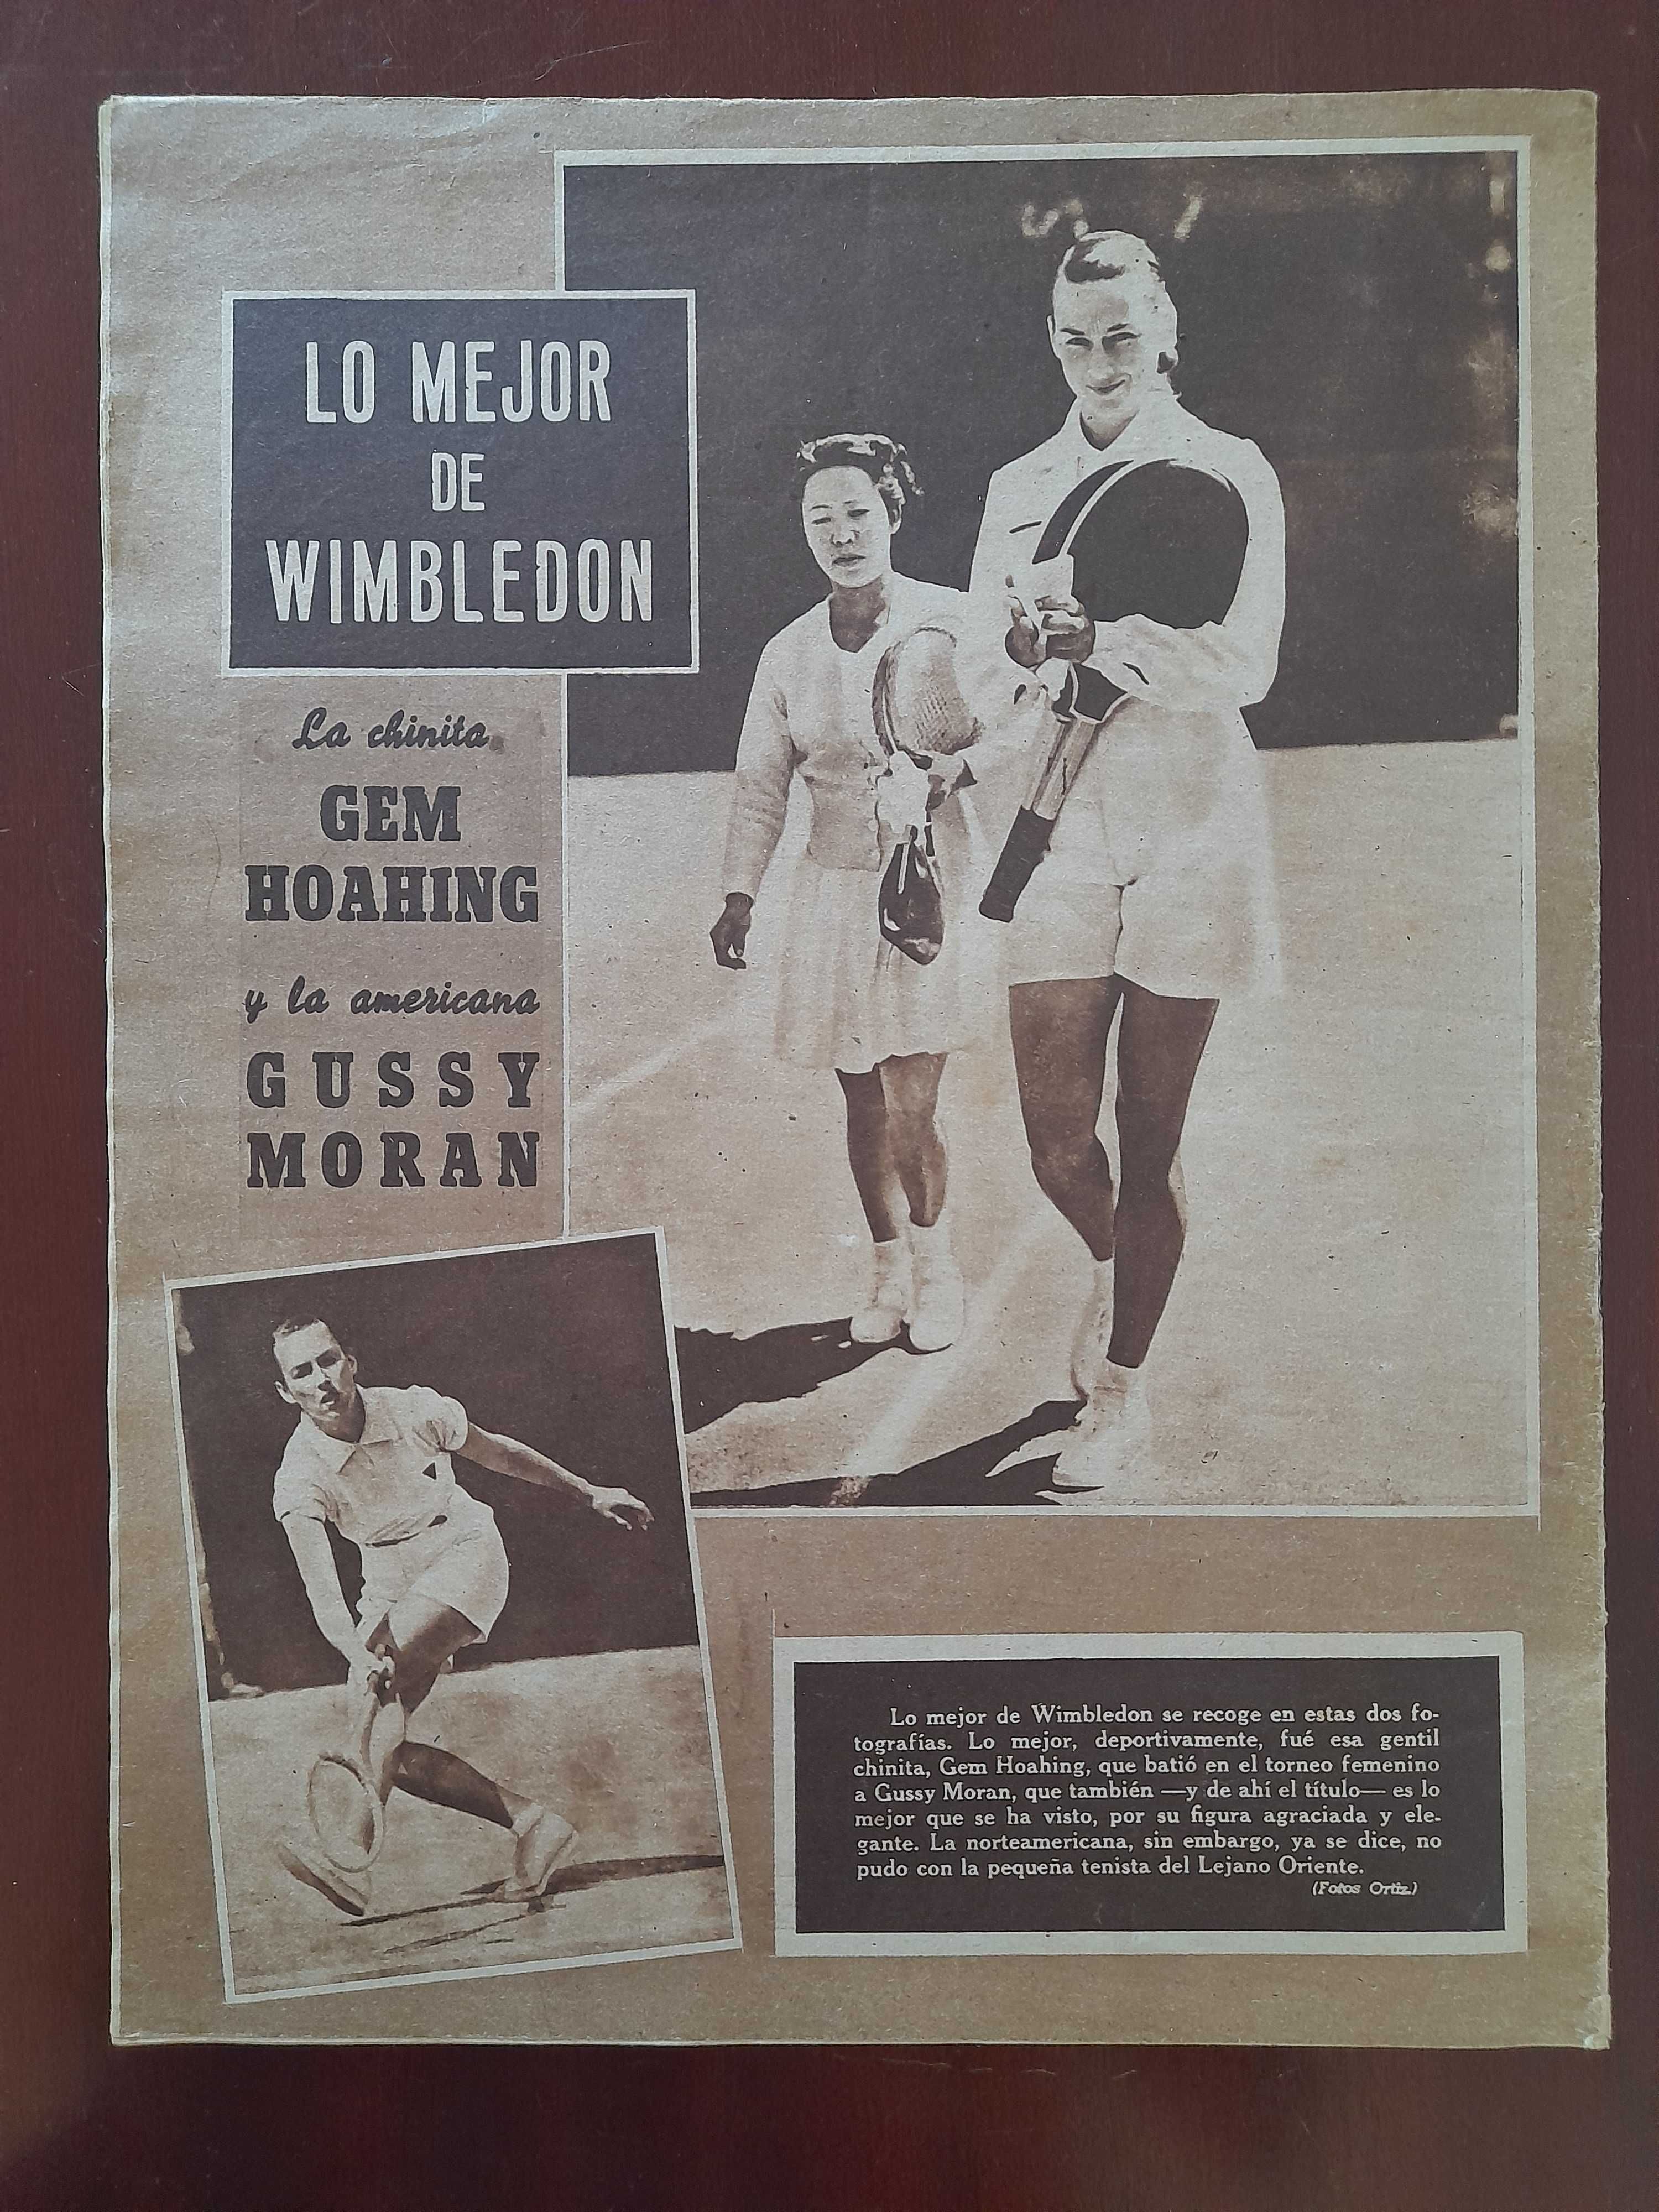 LO MEJOR
DE
WIMBLEDON
La chinita
GEM
HOAHING
y la americana
GUSSY
MORAN
Lo mejor de Wimbledon se recoge en estas dos fo-
tografías. Lo mejor, deportivamente, fué esa gentil
chinita, Gem Hoahing, que batió en el torneo femenino
a Gussy Moran, que también —y de ahí el título— es lo
mejor que se ha visto, por su figura agraciada y ele-
gante. La norteamericana, sin embargo, ya se dice, no
pudo con la pequeña tenista del Lejano Oriente.
(Fotos Ortiz.)